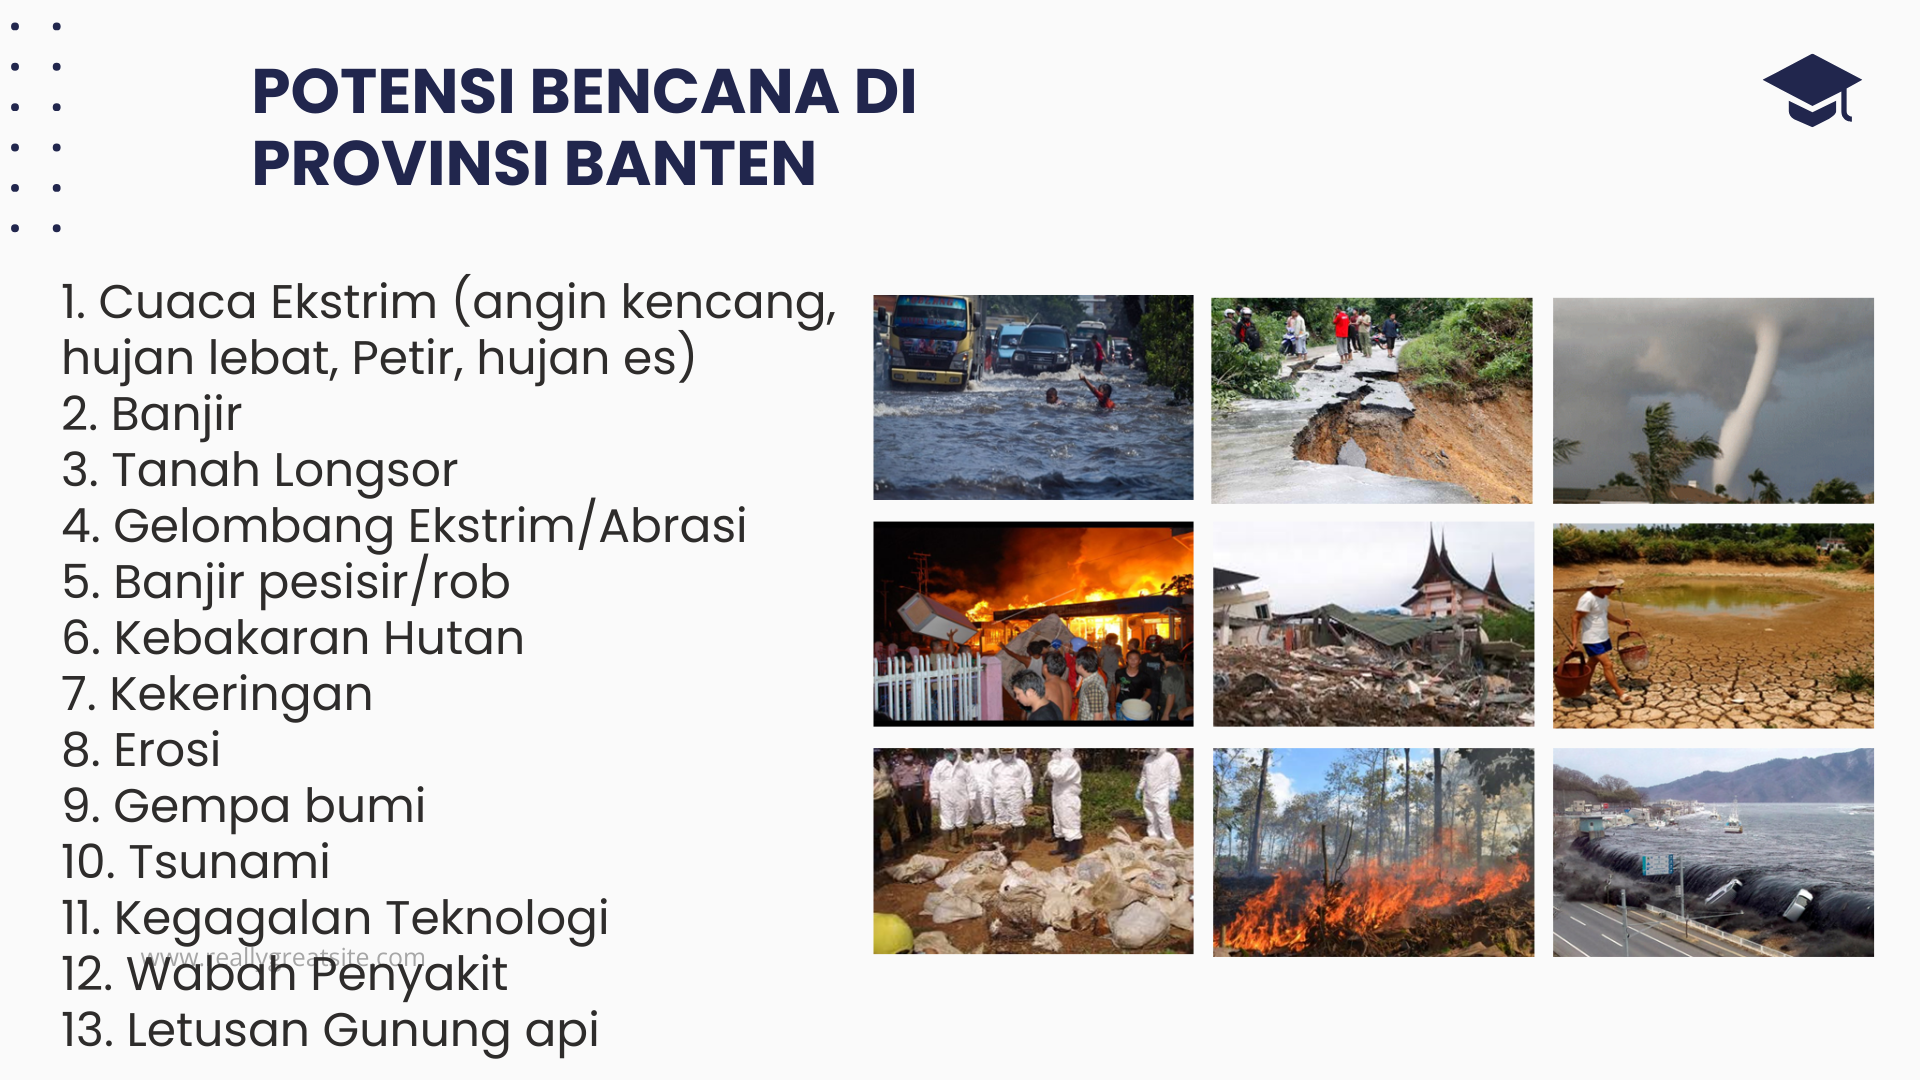 POTENSI BENCANA DI
PROVINSI BANTEN
1. Cuaca Ekstrim (angin kencang,
hujan lebat, Petir, hujan es)
2. Banjir
3. Tanah Longsor
4. Gelombang Ekstrim/Abrasi
5. Banjir pesisir/rob
6. Kebakaran Hutan
7. Kekeringan
8. Erosi
9. Gempa bumi
10. Tsunami
11. Kegagalan Teknologi
www.reallygreatsite.com
12. Wabah Penyakit
13. Letusan Gunung api